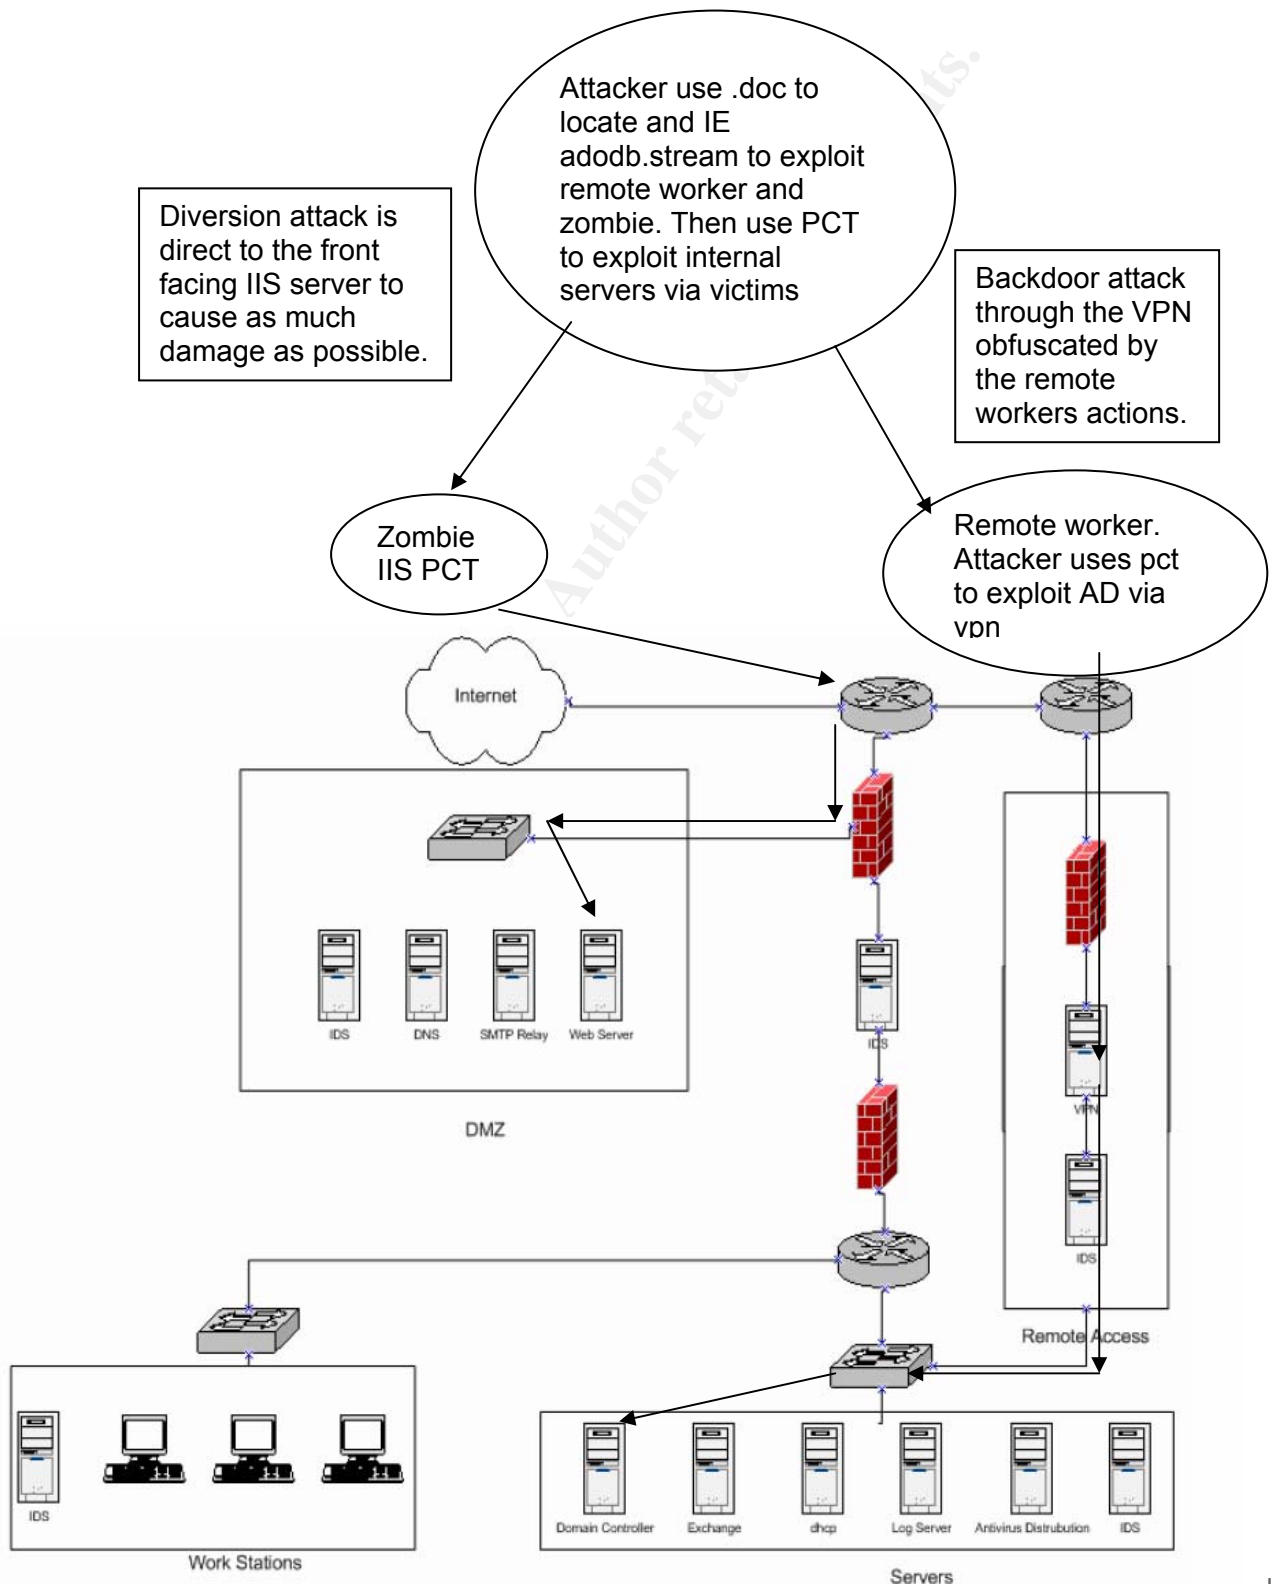 Attacker use .doc to
locate and IE
adodb.stream to exploit
remote worker and
zombie. Then use PCT
to exploit internal
servers via victims
Diversion attack is
direct to the front
facing IIS server to
cause as much
damage as possible.
Backdoor attack
through the VPN
obfuscated by
the remote
workers actions.
Zombie
IIS PCT
Remote worker.
Attacker uses pct
to exploit AD via
vpn
Author ret
Internet
IDS
DNS
SMTP Relay
Web Server
DMZ
IDS
VPN
IDS
Remote Access
IDS
Work Stations
Domain Controller
Exchange
dhcp
Log Server
Antivirus Distrubution
IDS
Servers